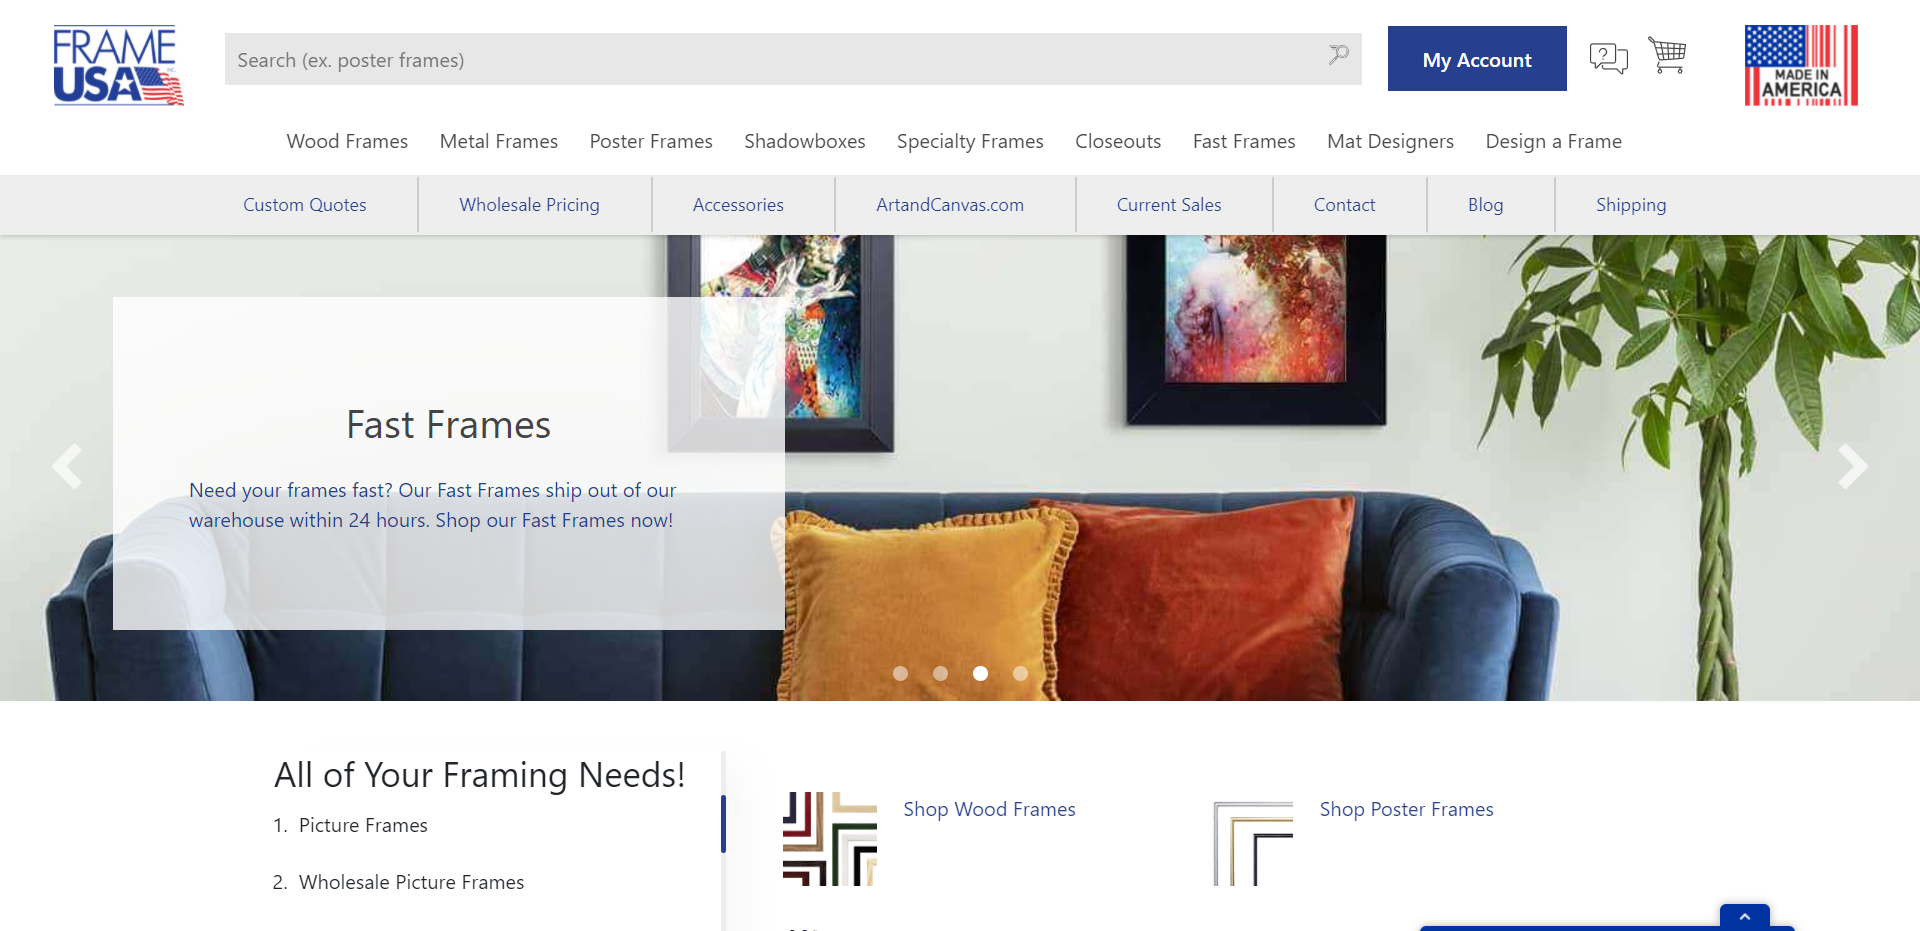 FRAME
USA
INC.
Search (ex. poster frames)
My Account
?
MADE IN
AMERICA
Wood Frames
Metal Frames
Poster Frames
Shadowboxes
Specialty Frames
Closeouts
Fast Frames
Mat Designers
Design a Frame
Custom Quotes
Wholesale Pricing
Accessories
ArtandCanvas.com
Current Sales
Contact
Blog
Shipping
Fast Frames
Need your frames fast? Our Fast Frames ship out of our
warehouse within 24 hours. Shop our Fast Frames now!
All of Your Framing Needs!
1. Picture Frames
2. Wholesale Picture Frames
Shop Wood Frames
Shop Poster Frames